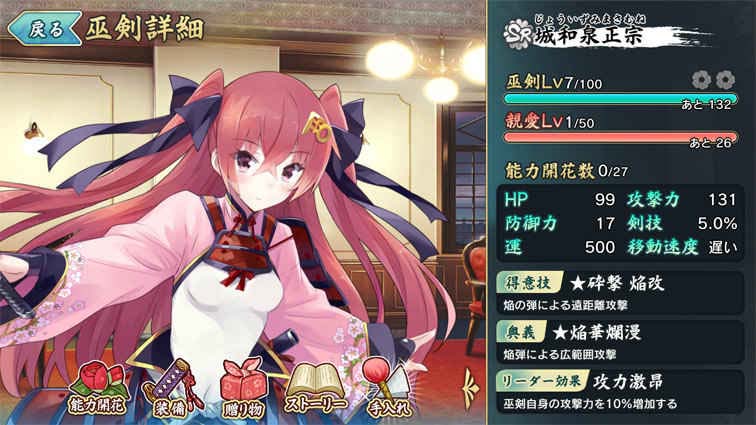 戻る
巫剣詳細
SR
じょういずみまさむね
城和泉正宗
巫剣Lv7/100
あと132
親愛Lv1/50
あと26
能力開花数0/27
HP 99 攻撃力 131
防御力 17 剣技 5.0%
運 500 移動速度 遅い
得意技 ★砕撃 焔改
焔の弾による遠距離攻撃
奥義 ★焔華爛漫
焔弾による広範囲攻撃
リーダー効果 攻力激昂
巫剣自身の攻撃力を10%増加する
能力開花
装備
贈り物
ストーリー
手入れ